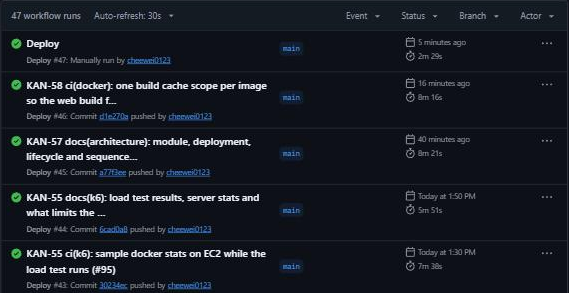 47 workflow runs Auto-refresh: 30s Event Status Branch Actor
Deploy
main
5 minutes ago
Deploy #47: Manually run by cheewei0123
2m 29s
KAN-58 ci(docker): one build cache scope per image
so the web build f...
main
16 minutes ago
8m 16s
Deploy #46: Commit d1e270a pushed by cheewei0123
KAN-57 docs(architecture): module, deployment,
lifecycle and sequence...
main
40 minutes ago
8m 21s
Deploy #45: Commit a77f3ee pushed by cheewei0123
KAN-55 docs(k6): load test results, server stats and
what limits the ...
main
Today at 1:50 PM
5m 51s
Deploy #44: Commit 6cad0a8 pushed by cheewei0123
KAN-55 ci(k6): sample docker stats on EC2 while the
load test runs (#95)
main
Today at 1:30 PM
7m 38s
Deploy #43: Commit 30234ec pushed by cheewei0123